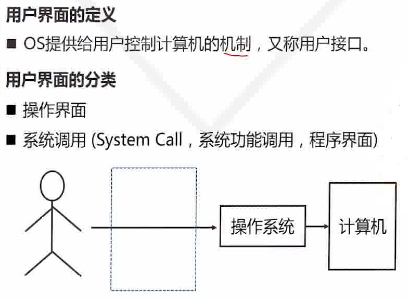 用户界面的定义
■ OS提供给用户控制计算机的机制，又称用户接口。
用户界面的分类
■ 操作界面
■ 系统调用 (System Call，系统功能调用，程序界面)
操作系统
计算机